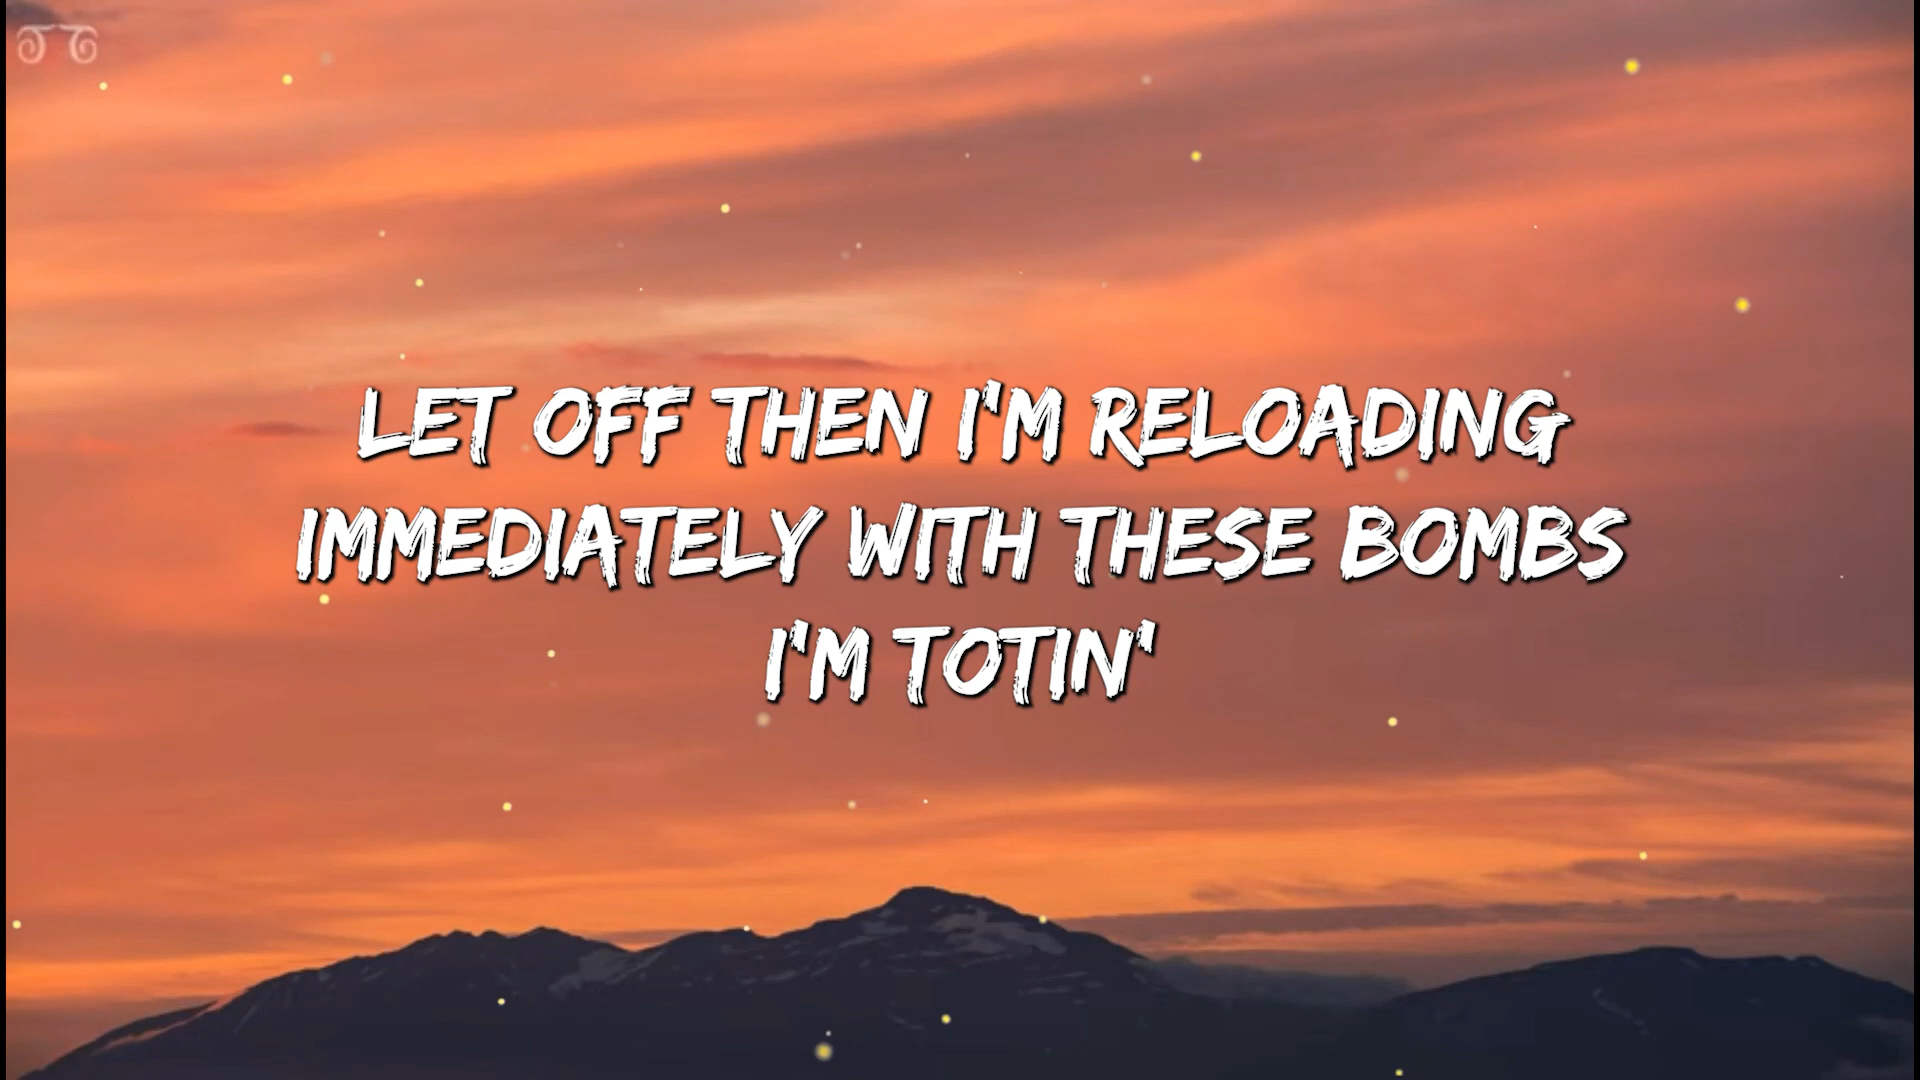 LET OFF THEN I'M RELOADING
IMMEDIATELY WITH THESE BOMBS
I'M TOTIN'